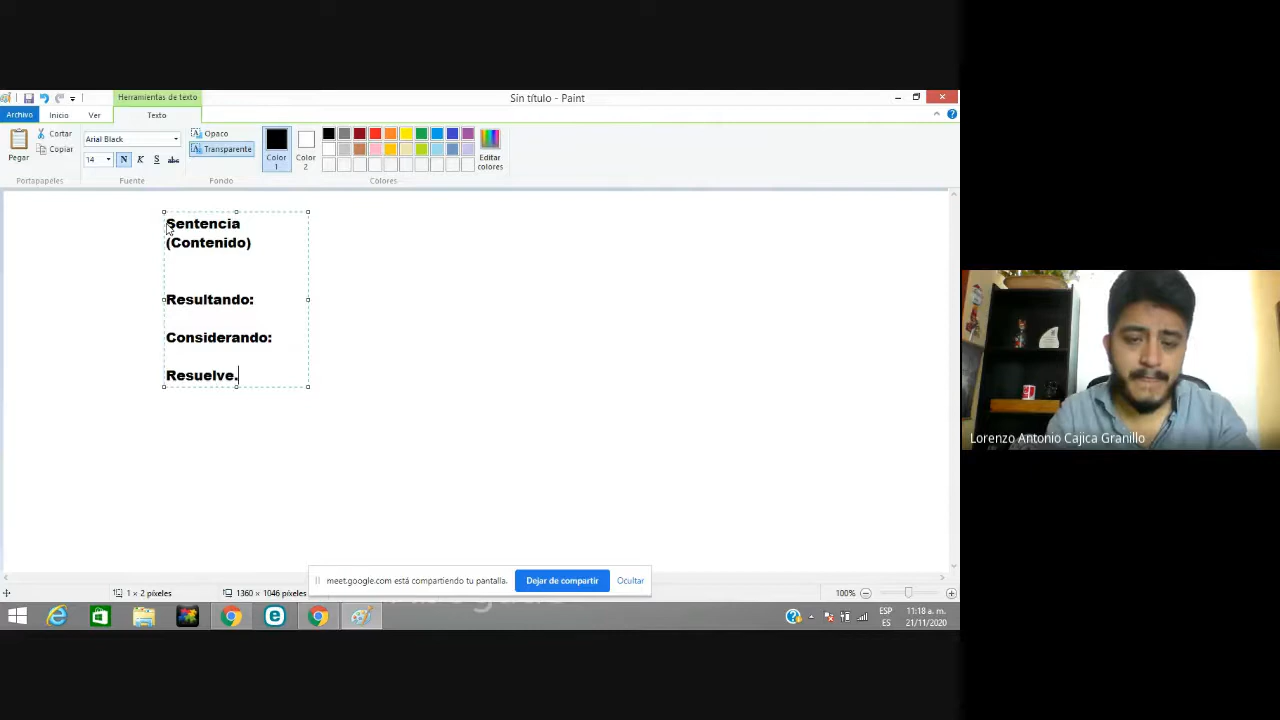 Herramientas de texto
Sin título - Paint
Archivo
Inicio
Ver
Texto
Pegar
Cortar
Copiar
Portapapeles
Arial Black
14
N
K
S
abc
Fuente
Opaco
Transparente
Fondo
Color 1
Color 2
Editar colores
Colores
Sentencia
(Contenido)
Resultando:
Considerando:
Resuelve.
Lorenzo Antonio Cajica Granillo
meet.google.com está compartiendo tu pantalla.
Dejar de compartir
Ocultar
1 × 2 píxeles
1360 × 1046 píxeles
100%
ESP
ES
11:18 a. m.
21/11/2020